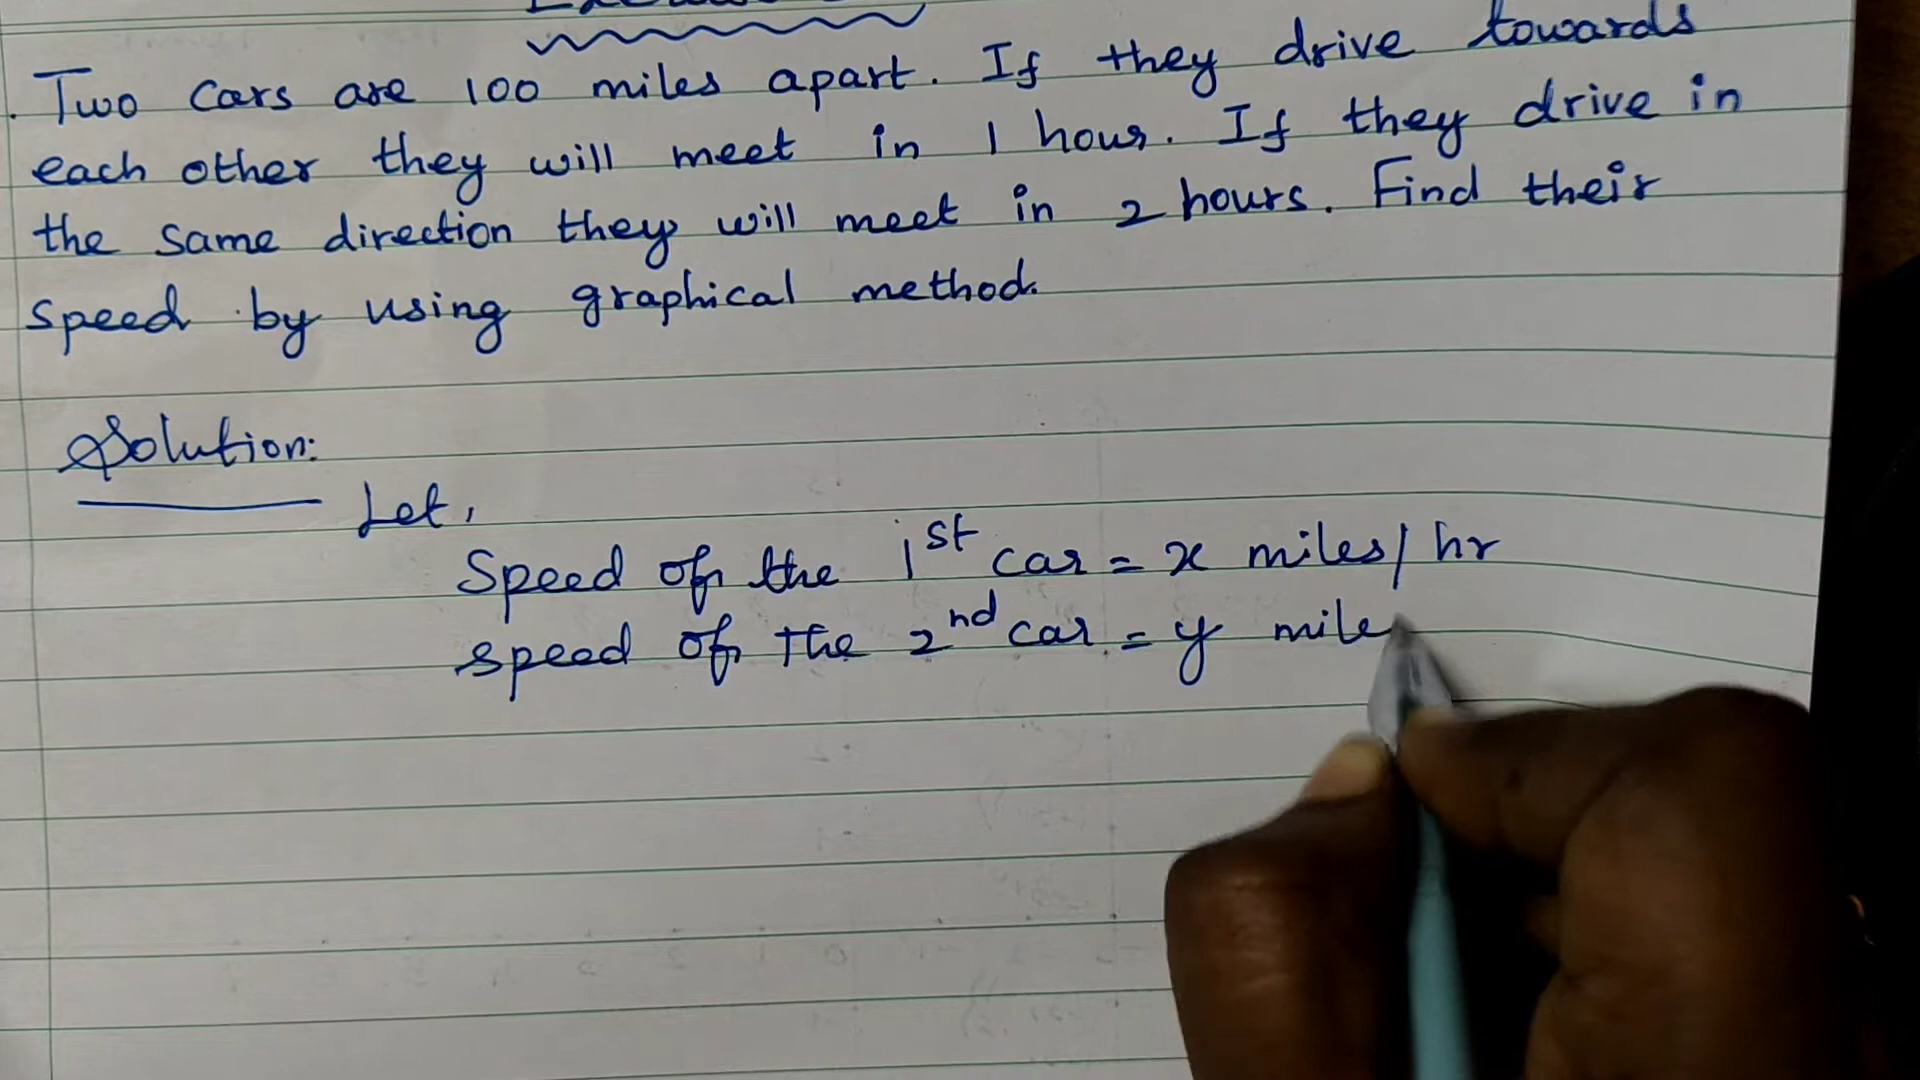 Two cars are 100 miles apart. If they drive towards
each other they will meet in 1 hour. If they drive in
the same direction they will meet in 2 hours. Find their
speed by using graphical method.
Solution:
Let,
Speed of the 1st car = x miles/hr
speed of the 2nd car = y mile